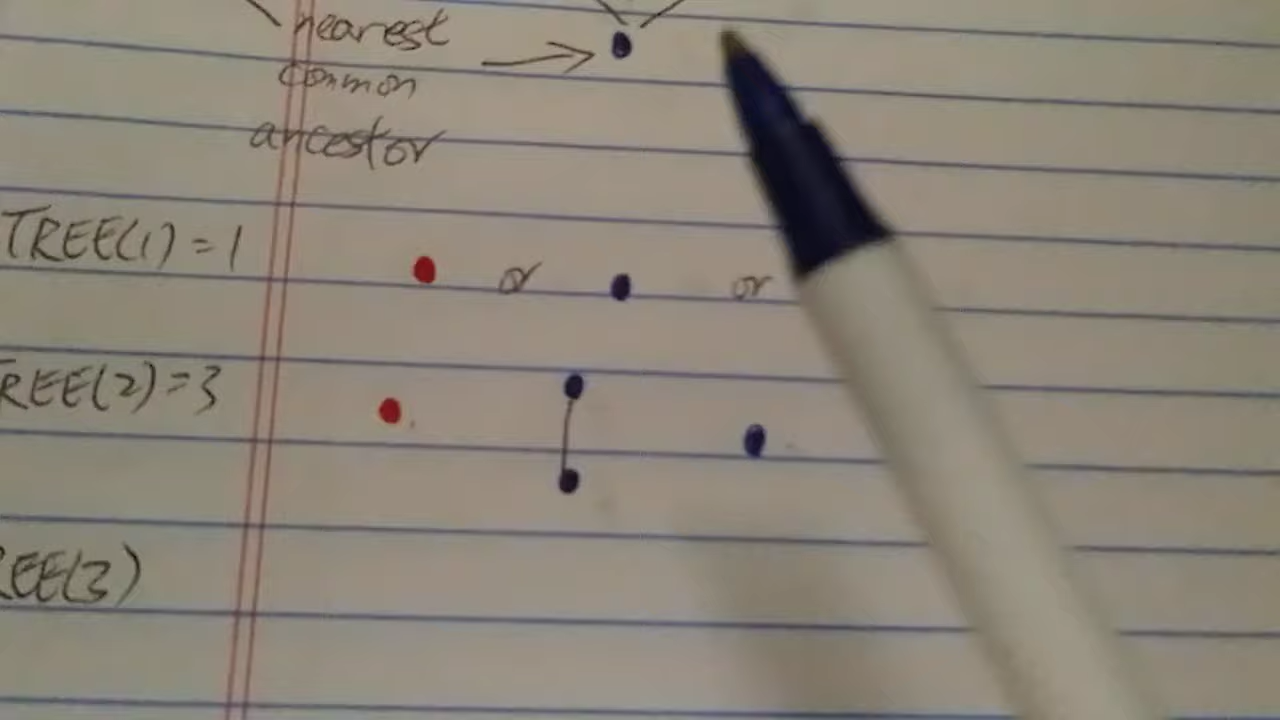 nearest
common
ancestor
TREE(1)=1
or
or
REE(2)=3
EE(3)